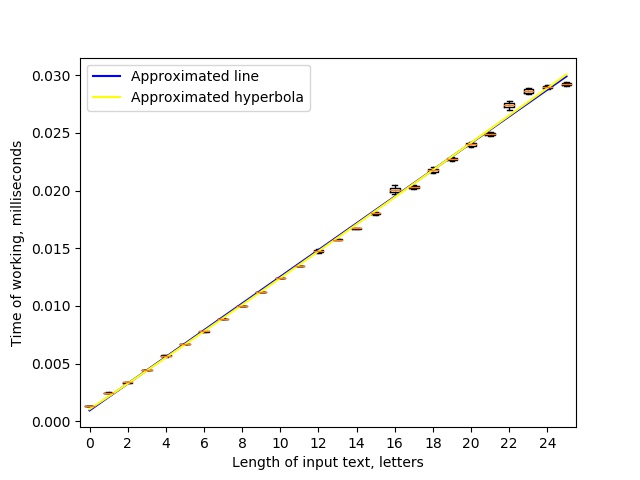 Approximated line
Approximated hyperbola
0.030
0.025
0.020
0.015
0.010
0.005
0.000
Time of working, milliseconds
0 2 4 6 8 10 12 14 16 18 20 22 24
Length of input text, letters